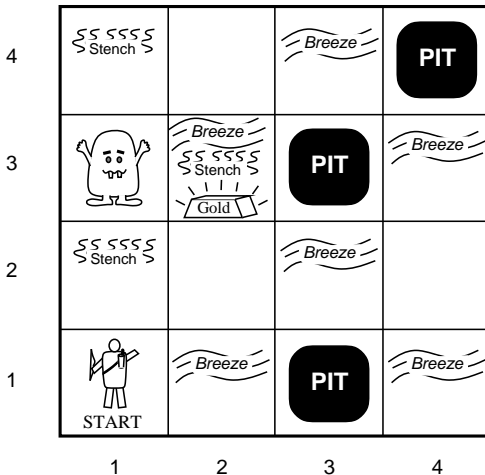 4
Stench
Breeze
PIT
3
Breeze
Stench
Gold
PIT
Breeze
2
Stench
Breeze
1
START
Breeze
PIT
Breeze
1 2 3 4